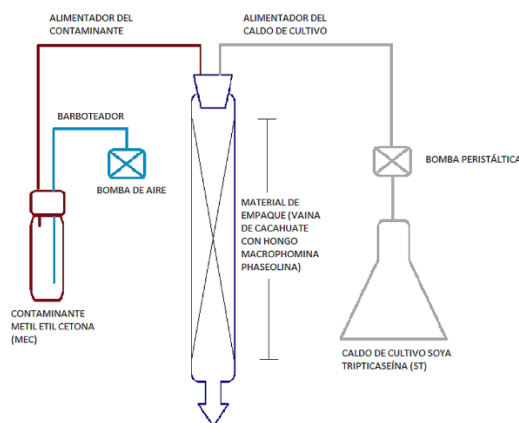 ALIMENTADOR DEL
CONTAMINANTE
ALIMENTADOR DEL
CALDO DE CULTIVO
BARBOTEADOR
BOMBA DE AIRE
BOMBA PERISTÁLTICA
MATERIAL DE
EMPAQUE (VAINA
DE CACAHUATE
CON HONGO
MACROPHOMINA
PHASEOLINA)
CONTAMINANTE
METIL ETIL CETONA
(MEC)
CALDO DE CULTIVO SOYA
TRIPTICASEÍNA (ST)